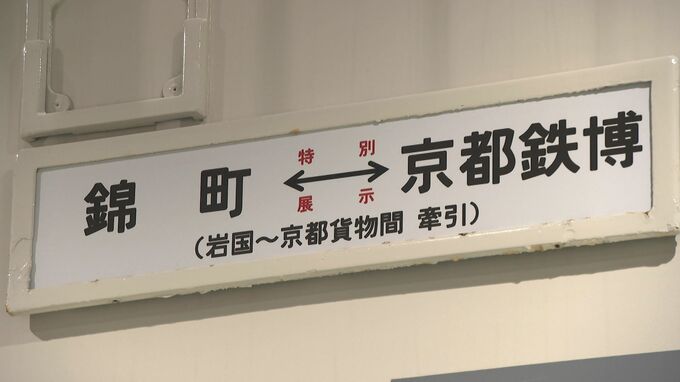 特別
錦町 ⟷ 京都鉄博
展示
(岩国～京都貨物間 牽引)